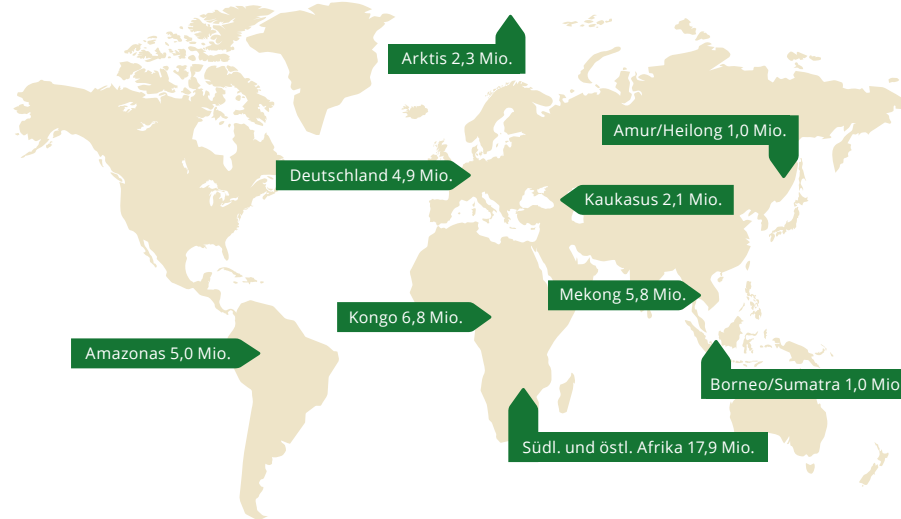 Arktis 2,3 Mio.
Amur/Heilong 1,0 Mio.
Deutschland 4,9 Mio.
Kaukasus 2,1 Mio.
Mekong 5,8 Mio.
Kongo 6,8 Mio.
Amazonas 5,0 Mio.
Borneo/Sumatra 1,0 Mio
Südl. und östl. Afrika 17,9 Mio.